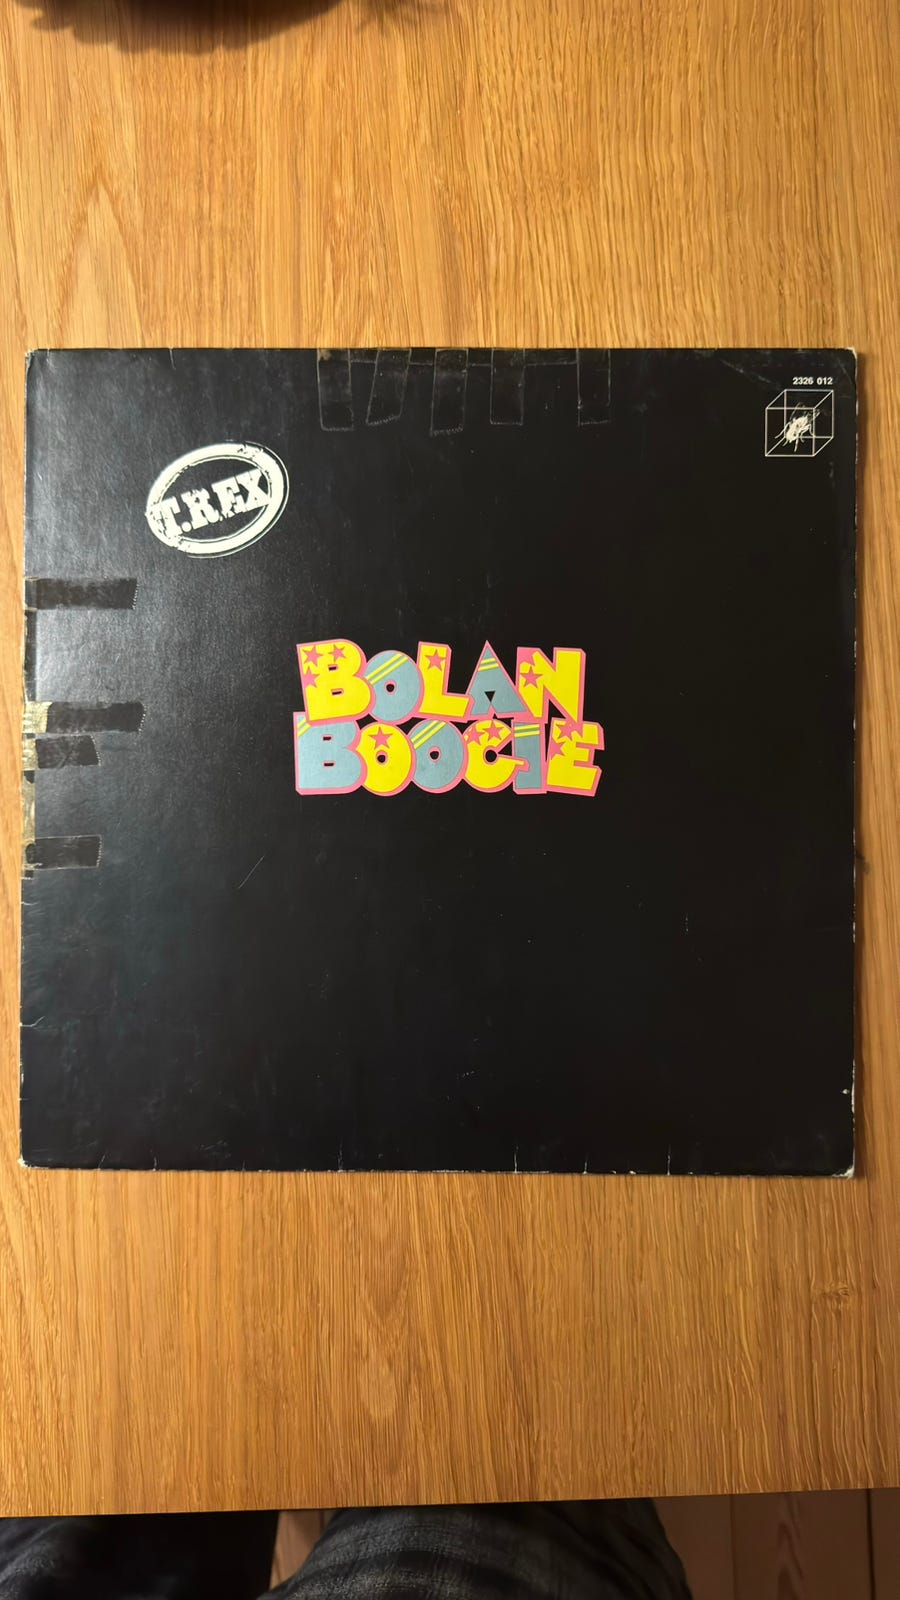 2326 012
T.REX
BOLAN
BOOGIE